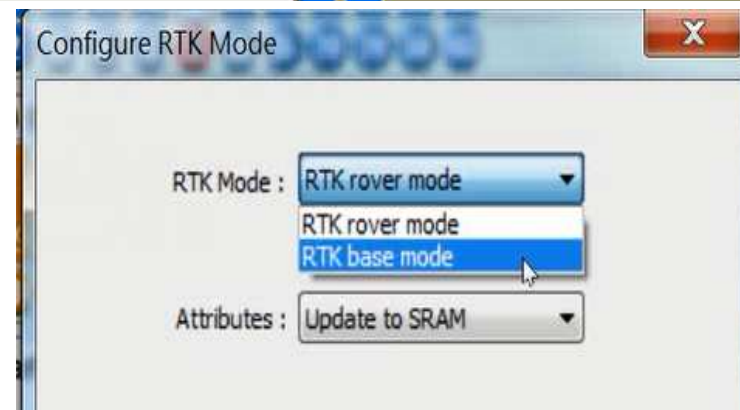 Configure RTK Mode
X
RTK Mode : RTK rover mode
RTK rover mode
RTK base mode
Attributes : Update to SRAM